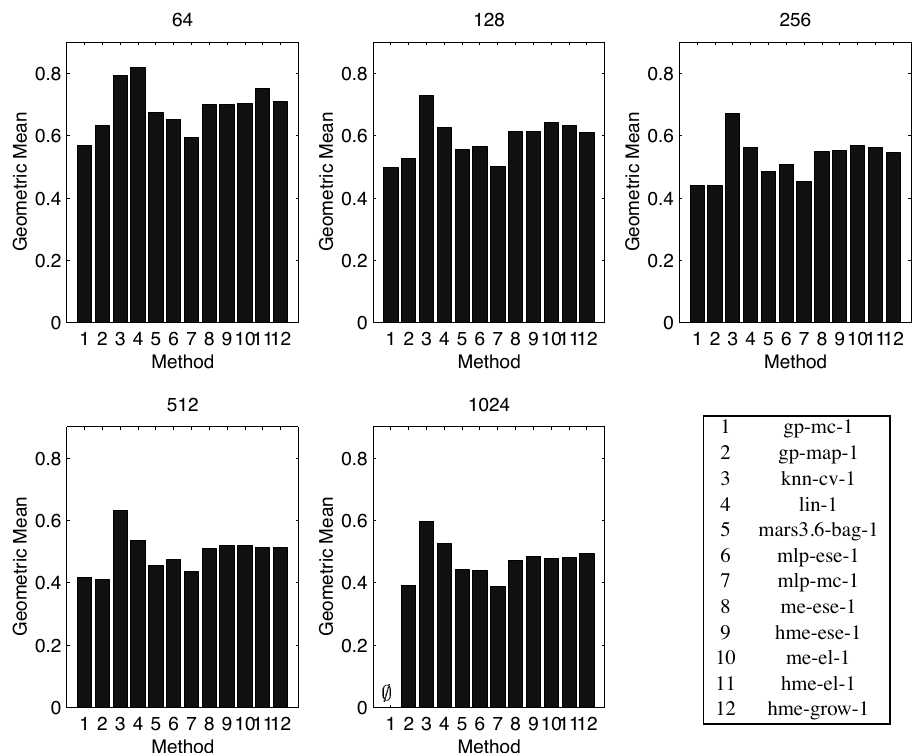 64
128
256
0.8
0.6
0.4
0.2
0
Geometric Mean
1 2 3 4 5 6 7 8 9 10 11 12
Method
0.8
0.6
0.4
0.2
0
Geometric Mean
1 2 3 4 5 6 7 8 9 10 11 12
Method
0.8
0.6
0.4
0.2
0
Geometric Mean
1 2 3 4 5 6 7 8 9 10 11 12
Method
512
1024
0.8
0.6
0.4
0.2
0
Geometric Mean
1 2 3 4 5 6 7 8 9 10 11 12
Method
0.8
0.6
0.4
0.2
0
Geometric Mean
∅
1 2 3 4 5 6 7 8 9 10 11 12
Method
1 gp-mc-1
2 gp-map-1
3 knn-cv-1
4 lin-1
5 mars3.6-bag-1
6 mlp-ese-1
7 mlp-mc-1
8 me-ese-1
9 hme-ese-1
10 me-el-1
11 hme-el-1
12 hme-grow-1